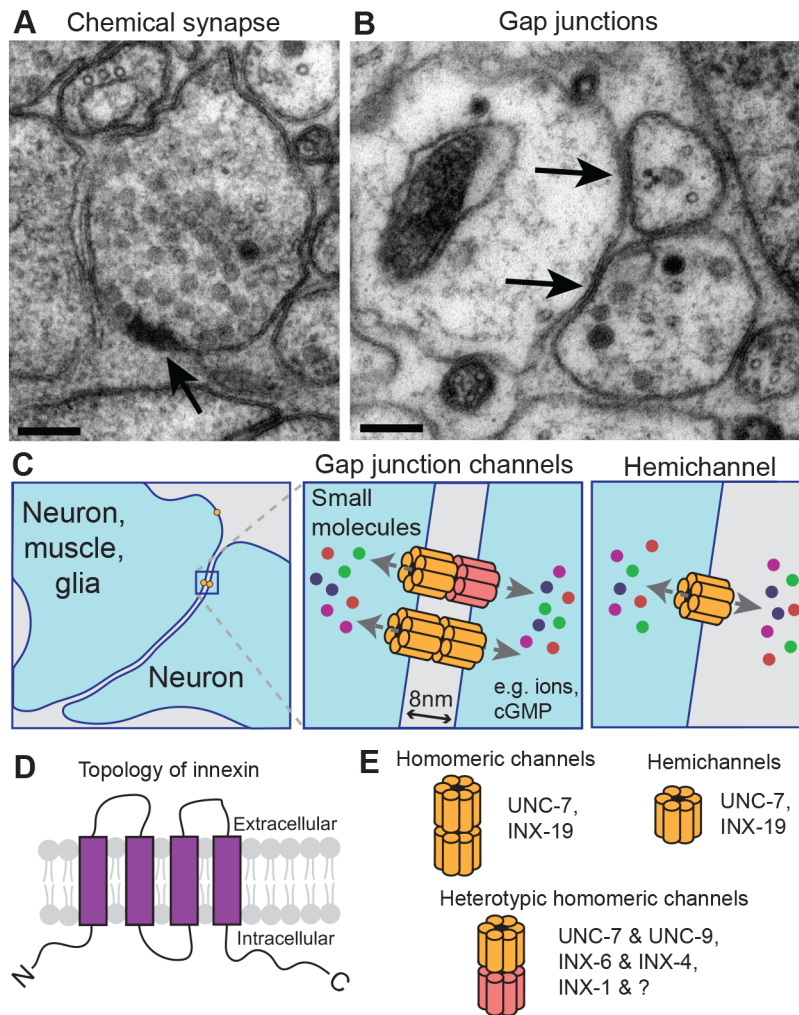 A
Chemical synapse
B
Gap junctions
C
Gap junction channels
Hemichannel
Neuron,
muscle,
glia
Neuron
Small
molecules
8nm
e.g. ions,
cGMP
D
Topology of innexin
Extracellular
Intracellular
N
C
E
Homomeric channels
UNC-7,
INX-19
Hemichannels
UNC-7,
INX-19
Heterotypic homomeric channels
UNC-7 & UNC-9,
INX-6 & INX-4,
INX-1 & ?